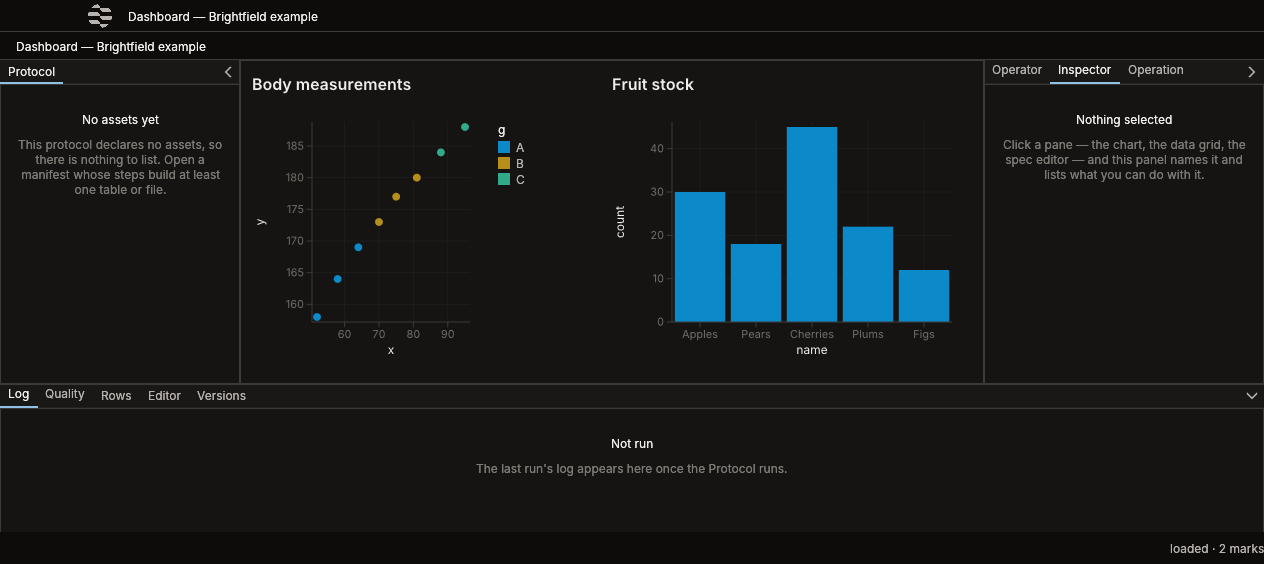 Dashboard — Brightfield example
Dashboard — Brightfield example
Protocol
No assets yet
This protocol declares no assets, so
there is nothing to list. Open a
manifest whose steps build at least
one table or file.
Body measurements
y
185
180
175
170
165
160
60 70 80 90
x
g
A
B
C
Fruit stock
count
40
30
20
10
0
Apples Pears Cherries Plums Figs
name
Operator Inspector Operation
Nothing selected
Click a pane — the chart, the data grid, the
spec editor — and this panel names it and
lists what you can do with it.
Log Quality Rows Editor Versions
Not run
The last run's log appears here once the Protocol runs.
loaded · 2 marks